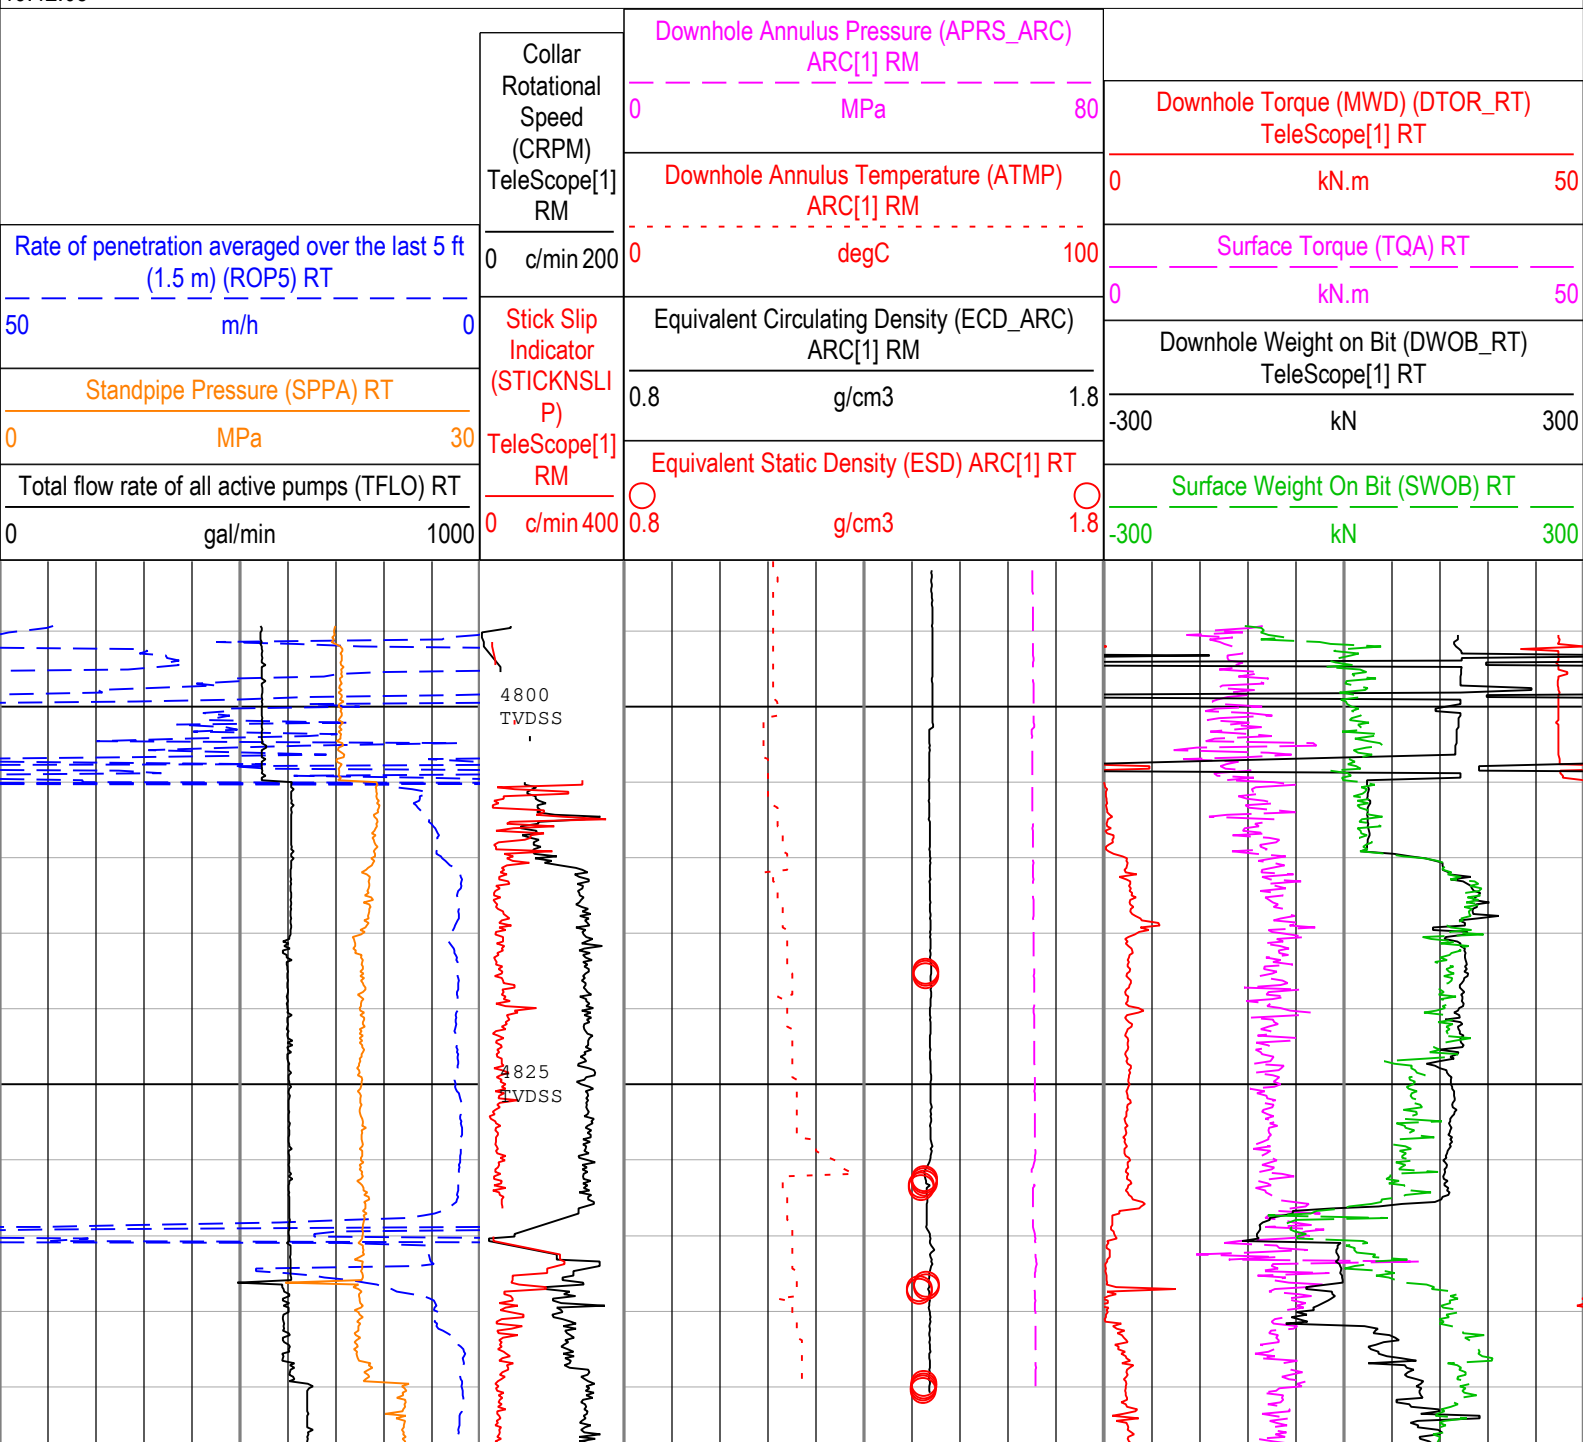 Rate of penetration averaged over the last 5 ft
(1.5 m) (ROP5) RT
50 m/h 0
Standpipe Pressure (SPPA) RT
0 MPa 30
Total flow rate of all active pumps (TFLO) RT
0 gal/min 1000
Collar
Rotational
Speed
(CRPM)
TeleScope[1]
RM
0 c/min 200
Stick Slip
Indicator
(STICKNSLI
P)
TeleScope[1]
RM
0 c/min 400
Downhole Annulus Pressure (APRS_ARC)
ARC[1] RM
0 MPa 80
Downhole Annulus Temperature (ATMP)
ARC[1] RM
0 degC 100
Equivalent Circulating Density (ECD_ARC)
ARC[1] RM
0.8 g/cm3 1.8
Equivalent Static Density (ESD) ARC[1] RT
0.8 g/cm3 1.8
Downhole Torque (MWD) (DTOR_RT)
TeleScope[1] RT
0 kN.m 50
Surface Torque (TQA) RT
0 kN.m 50
Downhole Weight on Bit (DWOB_RT)
TeleScope[1] RT
-300 kN 300
Surface Weight On Bit (SWOB) RT
-300 kN 300
4800
TVDSS
4825
TVDSS